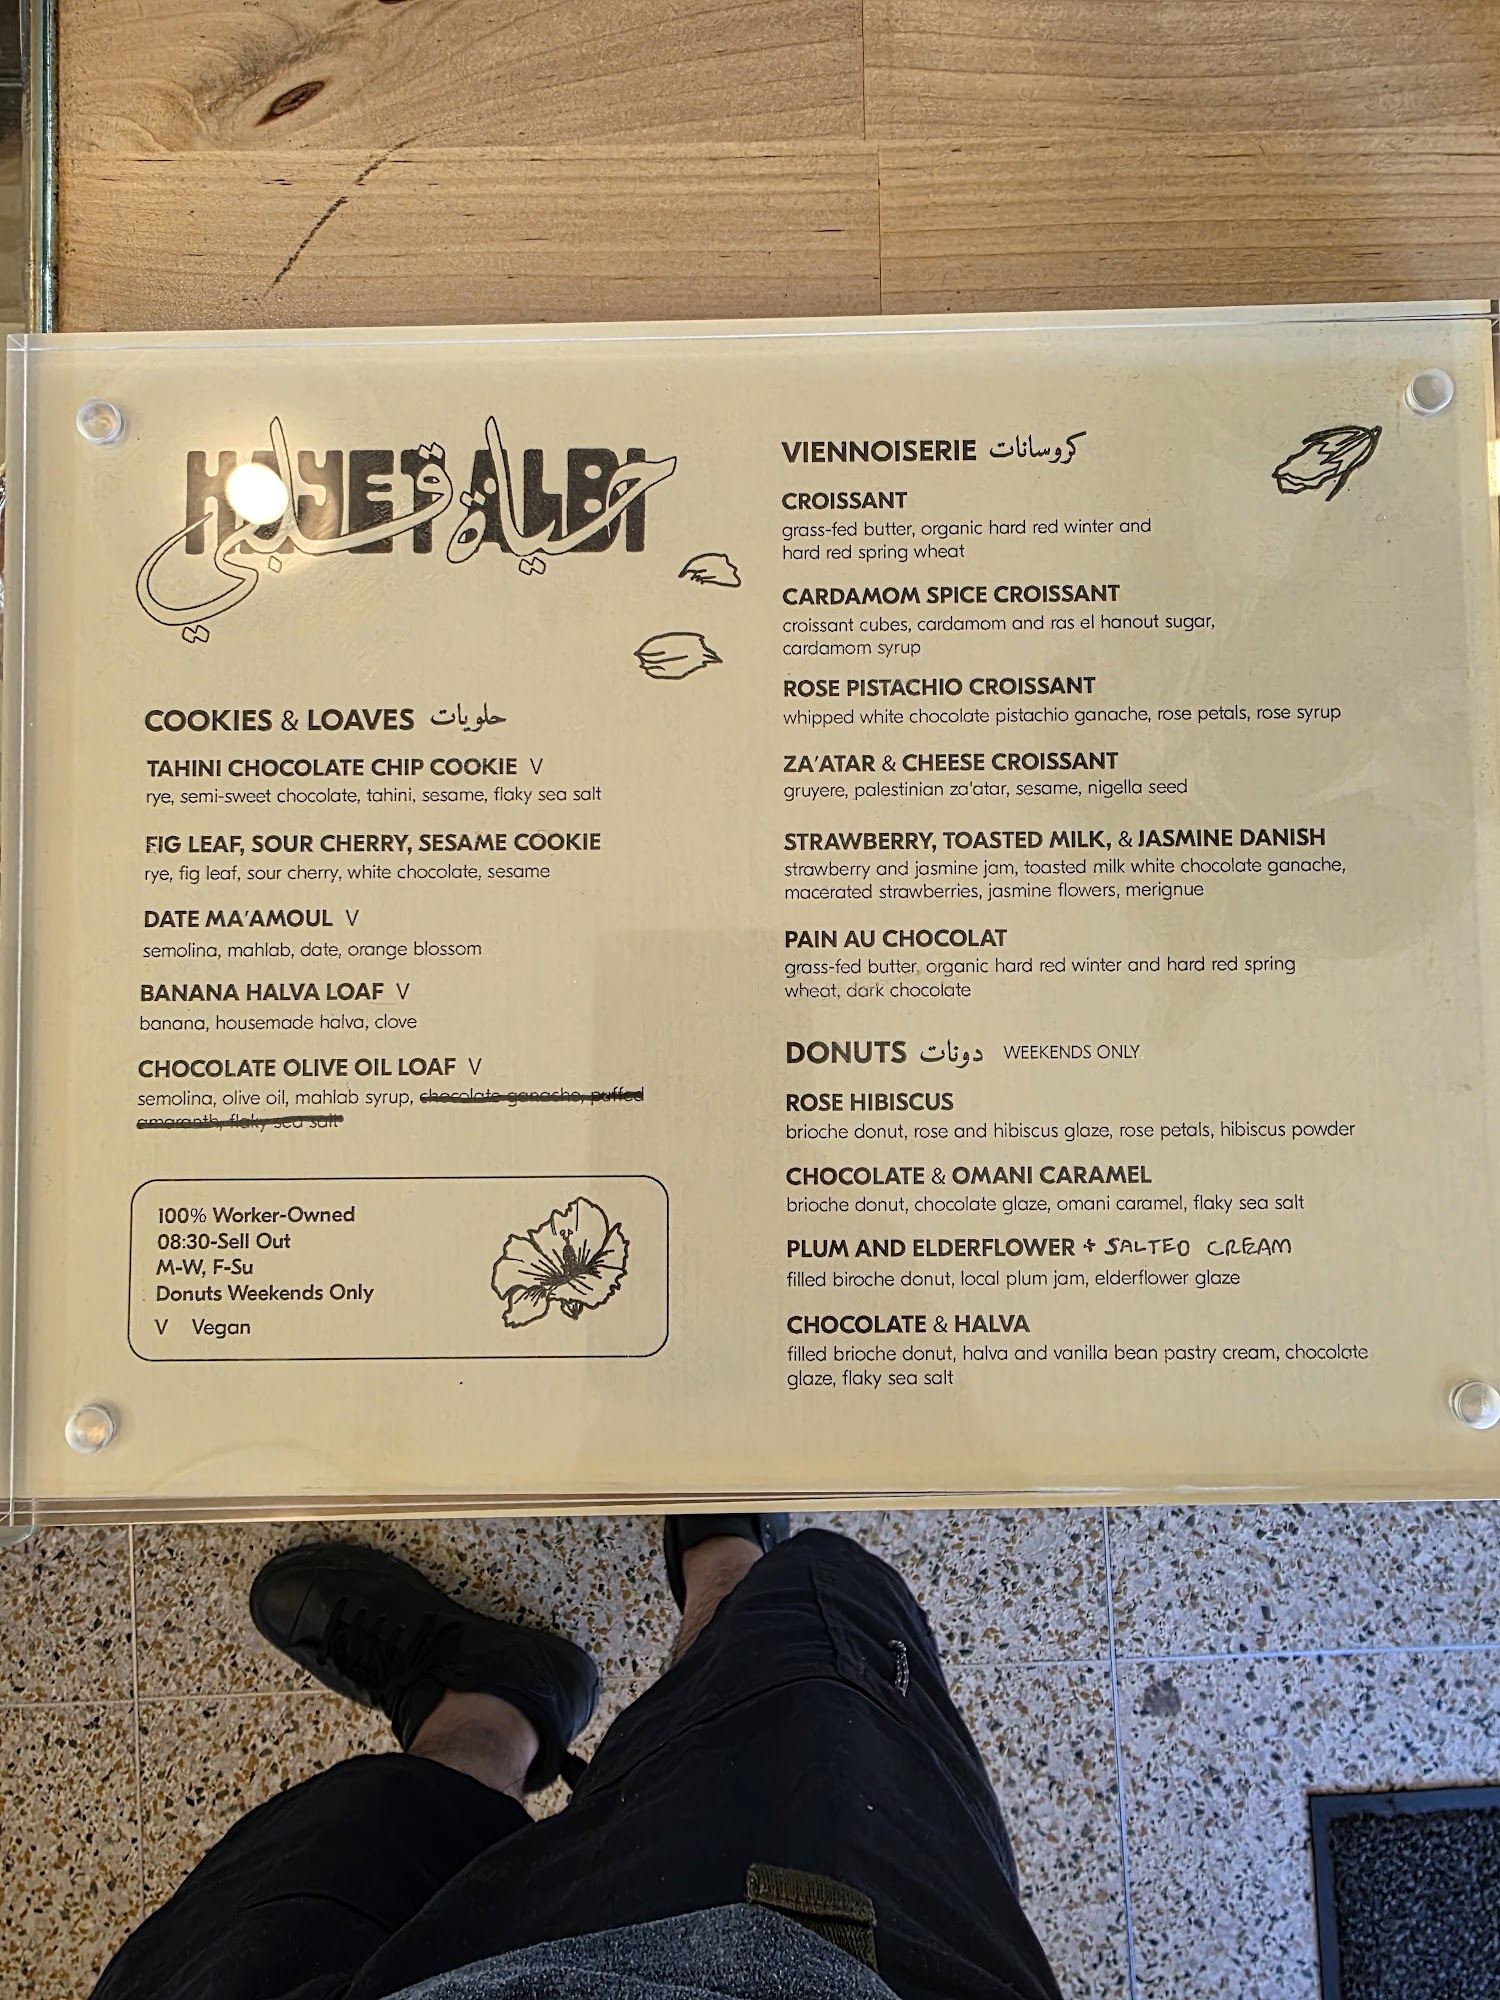 HAYET ALBI
حياة قلبي
COOKIES & LOAVES حلويات
TAHINI CHOCOLATE CHIP COOKIE V
rye, semi-sweet chocolate, tahini, sesame, flaky sea salt
FIG LEAF, SOUR CHERRY, SESAME COOKIE
rye, fig leaf, sour cherry, white chocolate, sesame
DATE MA'AMOUL V
semolina, mahlab, date, orange blossom
BANANA HALVA LOAF V
banana, housemade halva, clove
CHOCOLATE OLIVE OIL LOAF V
semolina, olive oil, mahlab syrup, chocolate ganache, puffed
amaranth, flaky sea salt
100% Worker-Owned
08:30-Sell Out
M-W, F-Su
Donuts Weekends Only
V Vegan
VIENNOISERIE كروسانات
CROISSANT
grass-fed butter, organic hard red winter and
hard red spring wheat
CARDAMOM SPICE CROISSANT
croissant cubes, cardamom and ras el hanout sugar,
cardamom syrup
ROSE PISTACHIO CROISSANT
whipped white chocolate pistachio ganache, rose petals, rose syrup
ZA'ATAR & CHEESE CROISSANT
gruyere, palestinian za'atar, sesame, nigella seed
STRAWBERRY, TOASTED MILK, & JASMINE DANISH
strawberry and jasmine jam, toasted milk white chocolate ganache,
macerated strawberries, jasmine flowers, merignue
PAIN AU CHOCOLAT
grass-fed butter, organic hard red winter and hard red spring
wheat, dark chocolate
DONUTS دونات WEEKENDS ONLY
ROSE HIBISCUS
brioche donut, rose and hibiscus glaze, rose petals, hibiscus powder
CHOCOLATE & OMANI CARAMEL
brioche donut, chocolate glaze, omani caramel, flaky sea salt
PLUM AND ELDERFLOWER + SALTED CREAM
filled biroche donut, local plum jam, elderflower glaze
CHOCOLATE & HALVA
filled brioche donut, halva and vanilla bean pastry cream, chocolate
glaze, flaky sea salt